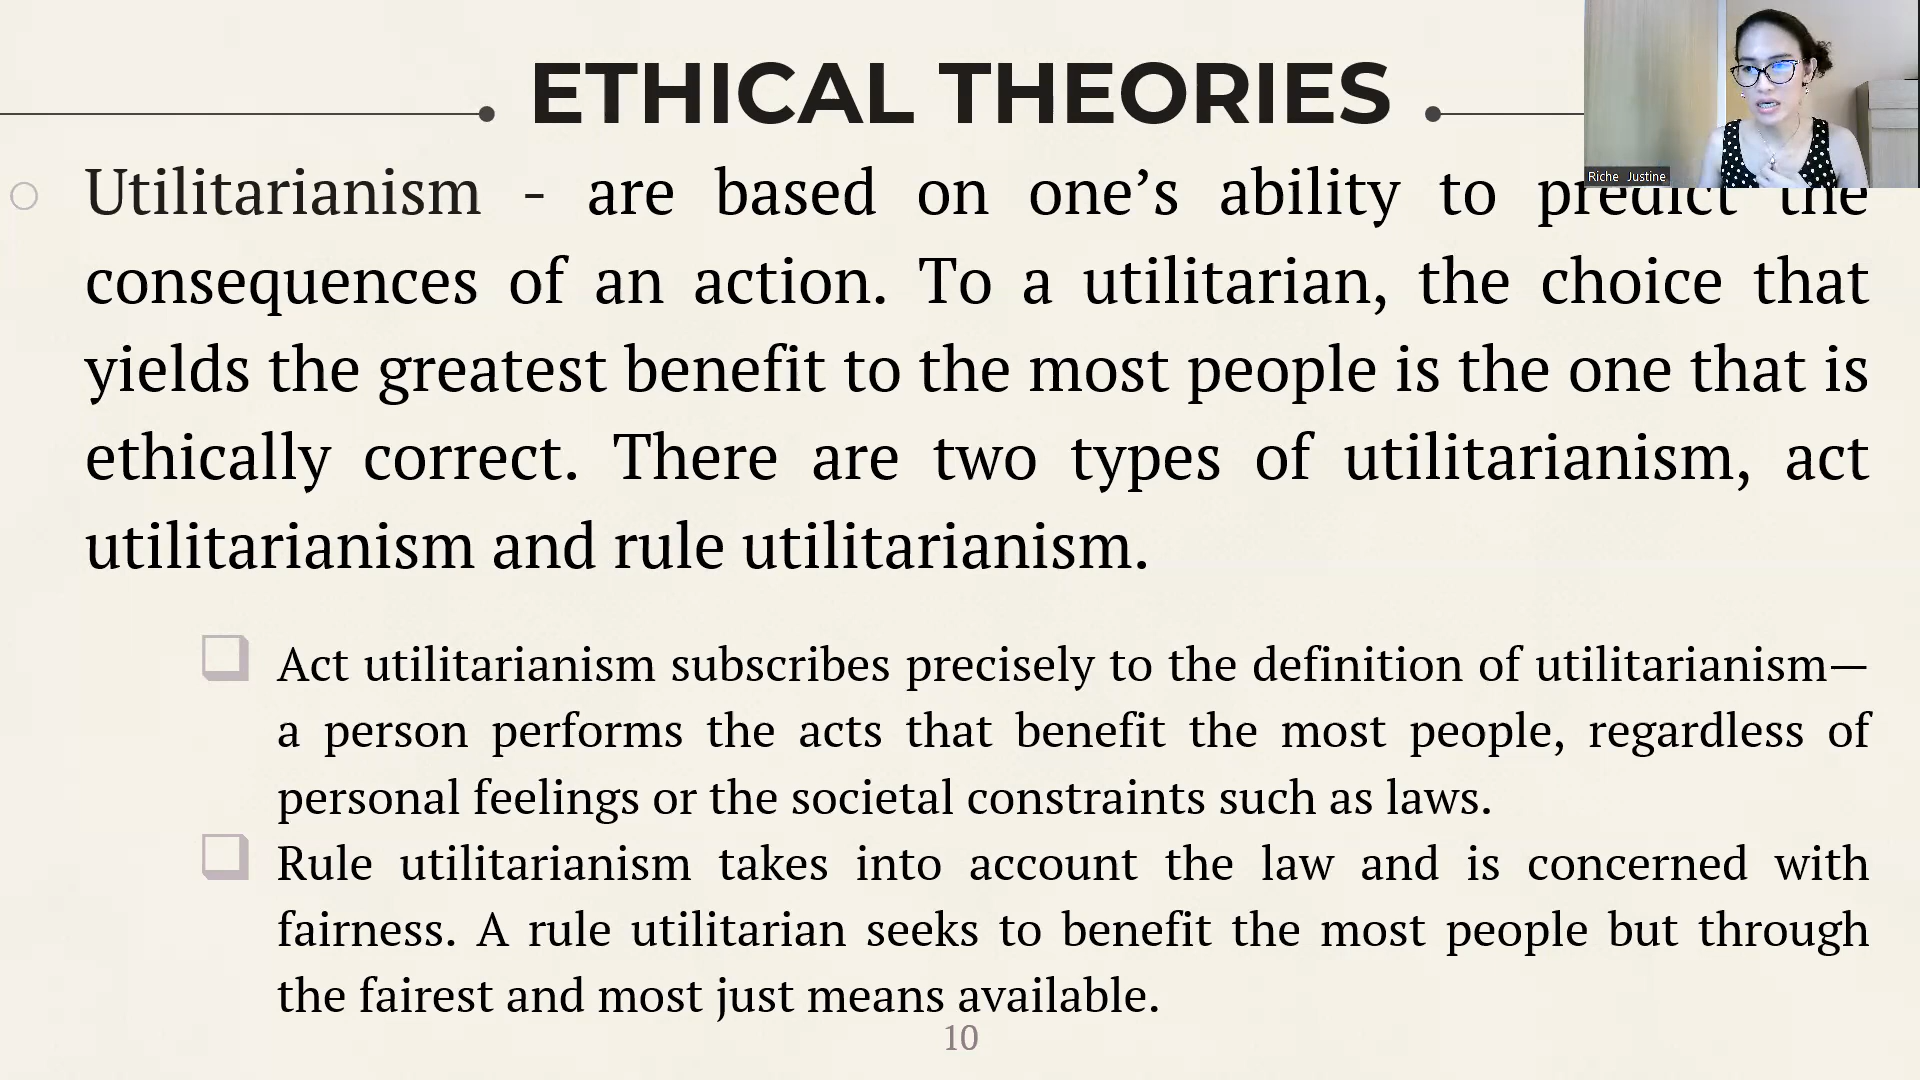 ETHICAL THEORIES
Riche Justine
Utilitarianism - are based on one’s ability to predict the
consequences of an action. To a utilitarian, the choice that
yields the greatest benefit to the most people is the one that is
ethically correct. There are two types of utilitarianism, act
utilitarianism and rule utilitarianism.
Act utilitarianism subscribes precisely to the definition of utilitarianism—
a person performs the acts that benefit the most people, regardless of
personal feelings or the societal constraints such as laws.
Rule utilitarianism takes into account the law and is concerned with
fairness. A rule utilitarian seeks to benefit the most people but through
the fairest and most just means available.
10